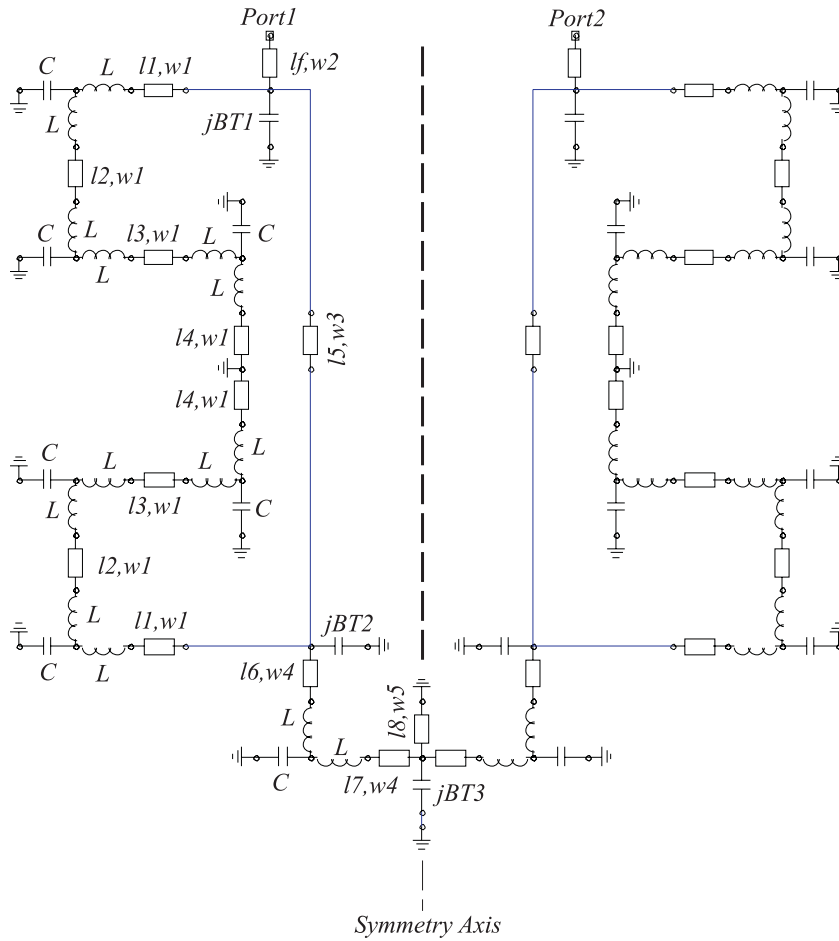 Port1
Port2
C
L
l1,w1
lf,w2
L
jBT1
l2,w1
C
L
l3,w1
L
C
L
L
l4,w1
l5,w3
l4,w1
C
L
L
L
L
l3,w1
C
l2,w1
L
l1,w1
jBT2
C
L
l6,w4
L
L
l8,w5
C
l7,w4
jBT3
Symmetry Axis